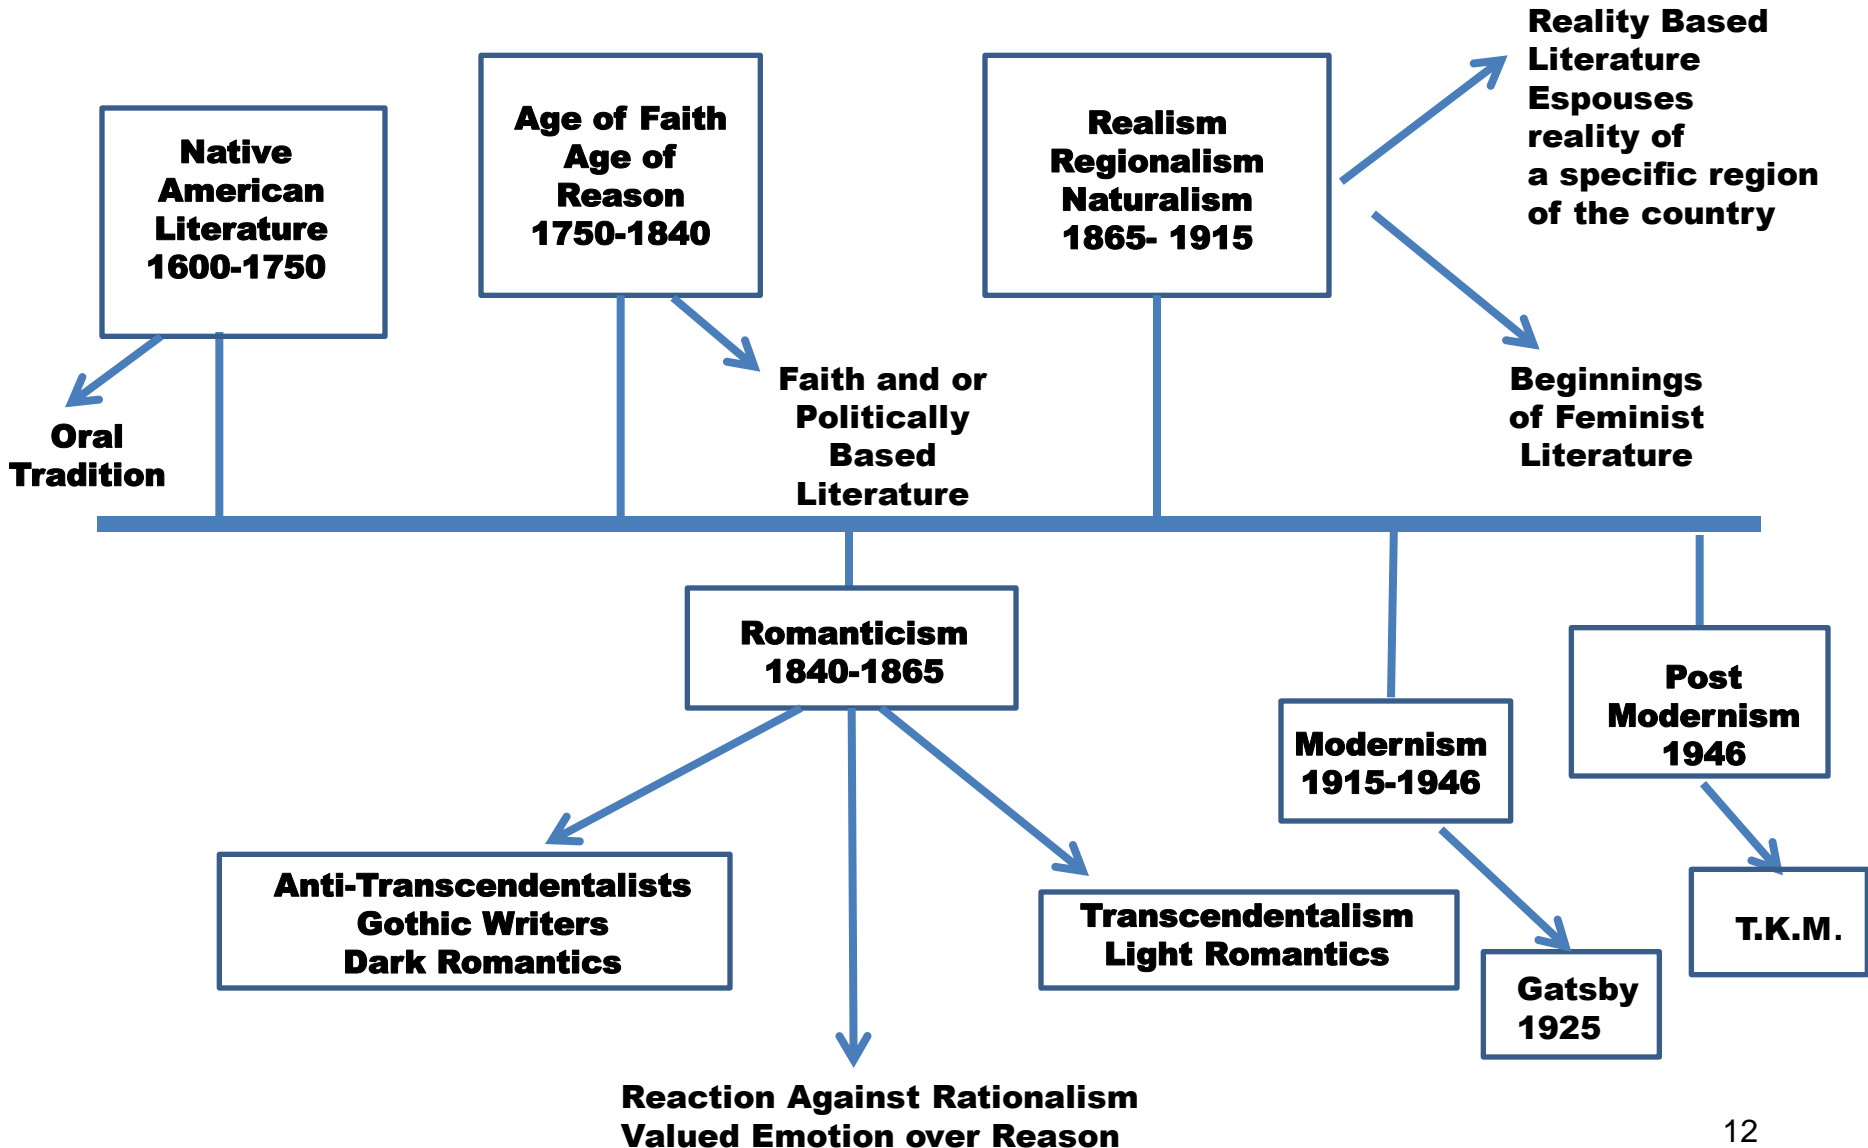 Native
American
Literature
1600-1750
Oral
Tradition
Age of Faith
Age of
Reason
1750-1840
Faith and or
Politically
Based
Literature
Realism
Regionalism
Naturalism
1865- 1915
Reality Based
Literature
Espouses
reality of
a specific region
of the country
Beginnings
of Feminist
Literature
Romanticism
1840-1865
Anti-Transcendentalists
Gothic Writers
Dark Romantics
Reaction Against Rationalism
Valued Emotion over Reason
Transcendentalism
Light Romantics
Modernism
1915-1946
Gatsby
1925
Post
Modernism
1946
T.K.M.
12